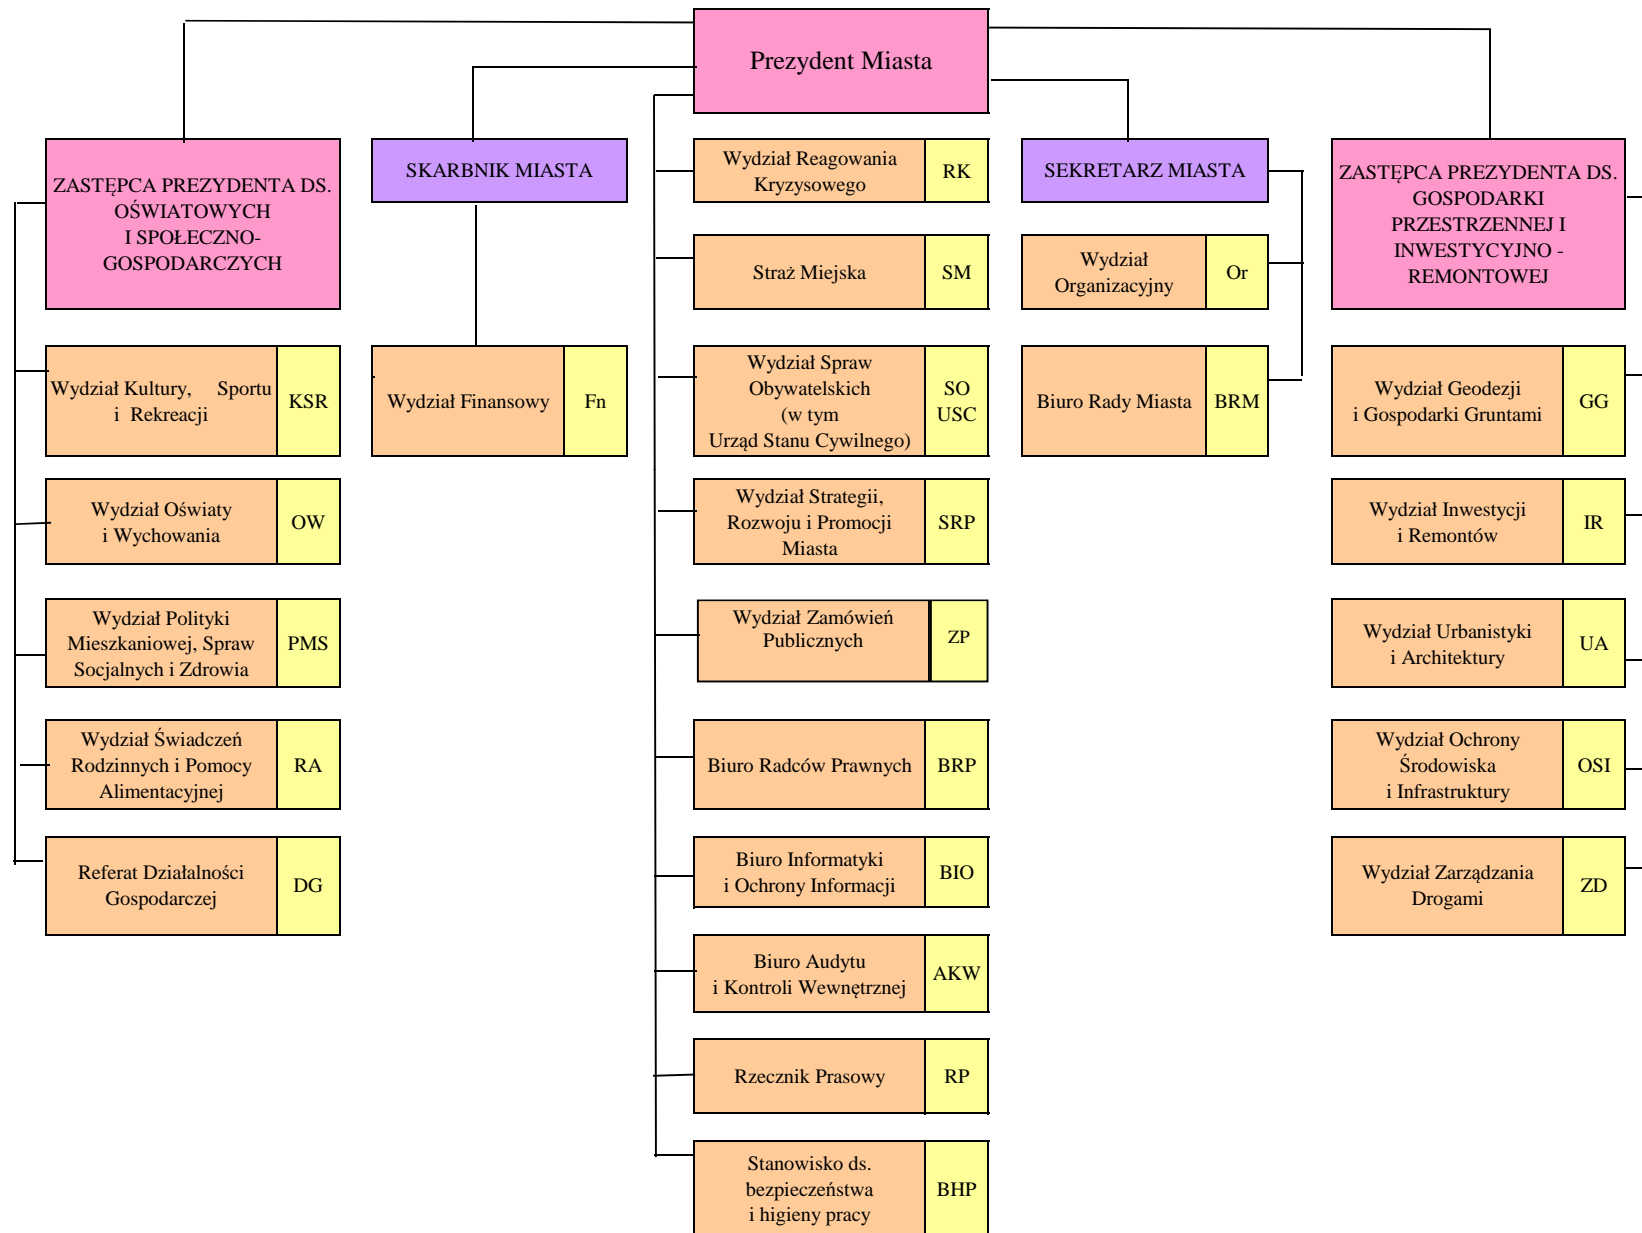 Prezydent Miasta
ZASTĘPCA PREZYDENTA DS.
OŚWIATOWYCH
I SPOŁECZNO-
GOSPODARCZYCH
Wydział Kultury, Sportu
i Rekreacji
KSR
Wydział Oświaty
i Wychowania
OW
Wydział Polityki
Mieszkaniowej, Spraw
Socjalnych i Zdrowia
PMS
Wydział Świadczeń
Rodzinnych i Pomocy
Alimentacyjnej
RA
Referat Działalności
Gospodarczej
DG
SKARBNIK MIASTA
Wydział Finansowy
Fn
Wydział Reagowania
Kryzysowego
RK
Straż Miejska
SM
Wydział Spraw
Obywatelskich
(w tym
Urząd Stanu Cywilnego)
SO
USC
Wydział Strategii,
Rozwoju i Promocji
Miasta
SRP
Wydział Zamówień
Publicznych
ZP
Biuro Radców Prawnych
BRP
Biuro Informatyki
i Ochrony Informacji
BIO
Biuro Audytu
i Kontroli Wewnętrznej
AKW
Rzecznik Prasowy
RP
Stanowisko ds.
bezpieczeństwa
i higieny pracy
BHP
SEKRETARZ MIASTA
Wydział
Organizacyjny
Or
Biuro Rady Miasta
BRM
ZASTĘPCA PREZYDENTA DS.
GOSPODARKI
PRZESTRZENNEJ I
INWESTYCYJNO -
REMONTOWEJ
Wydział Geodezji
i Gospodarki Gruntami
GG
Wydział Inwestycji
i Remontów
IR
Wydział Urbanistyki
i Architektury
UA
Wydział Ochrony
Środowiska
i Infrastruktury
OSI
Wydział Zarządzania
Drogami
ZD